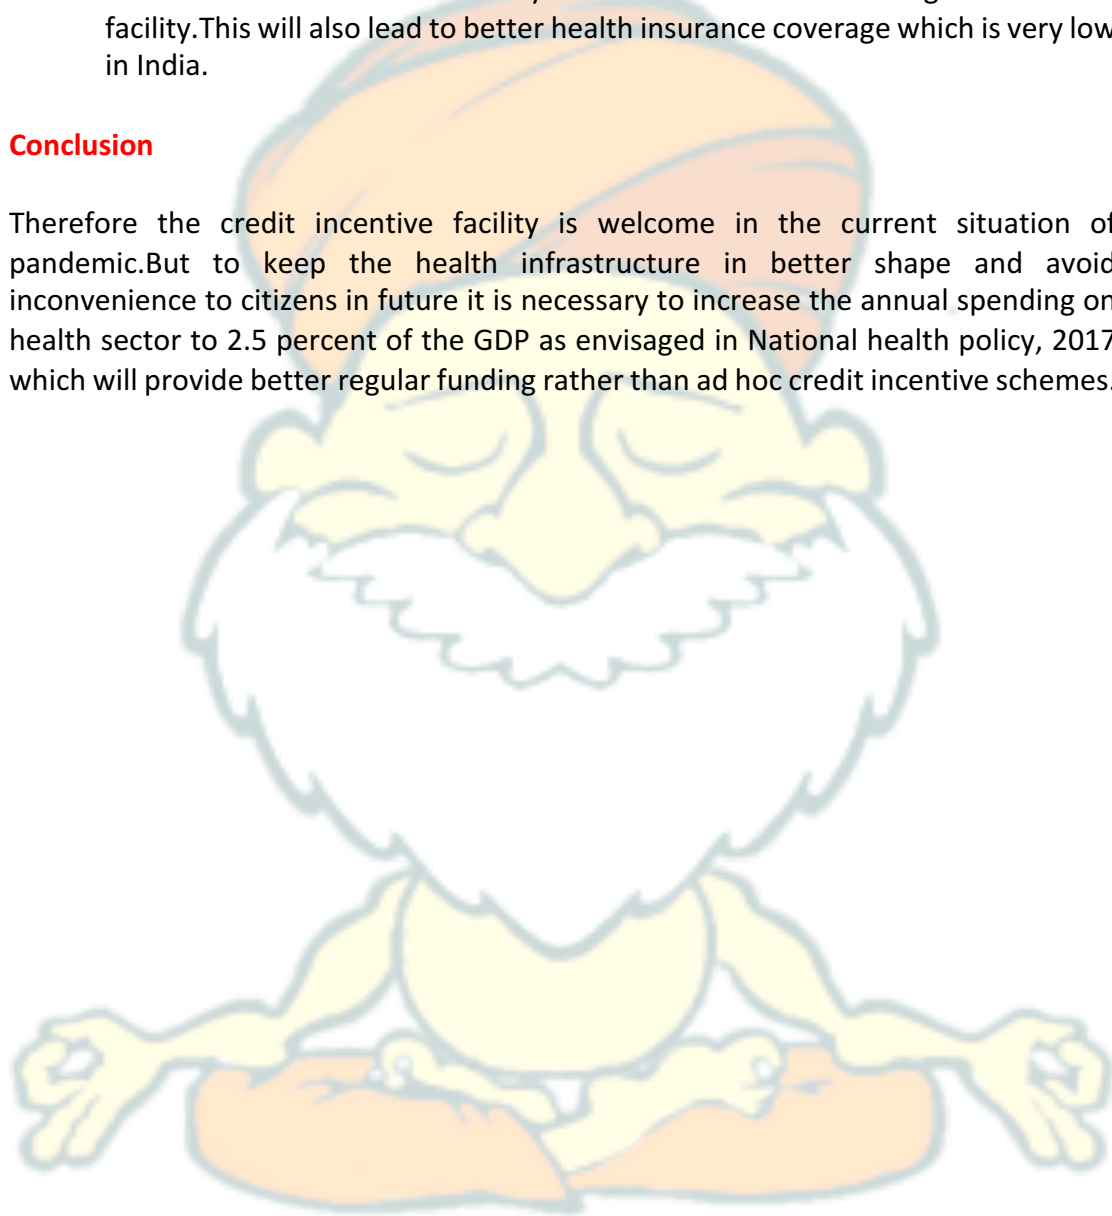 facility.This will also lead to better health insurance coverage which is very low
in India.
Conclusion
Therefore the credit incentive facility is welcome in the current situation of
pandemic.But to keep the health infrastructure in better shape and avoid
inconvenience to citizens in future it is necessary to increase the annual spending on
health sector to 2.5 percent of the GDP as envisaged in National health policy, 2017
which will provide better regular funding rather than ad hoc credit incentive schemes.